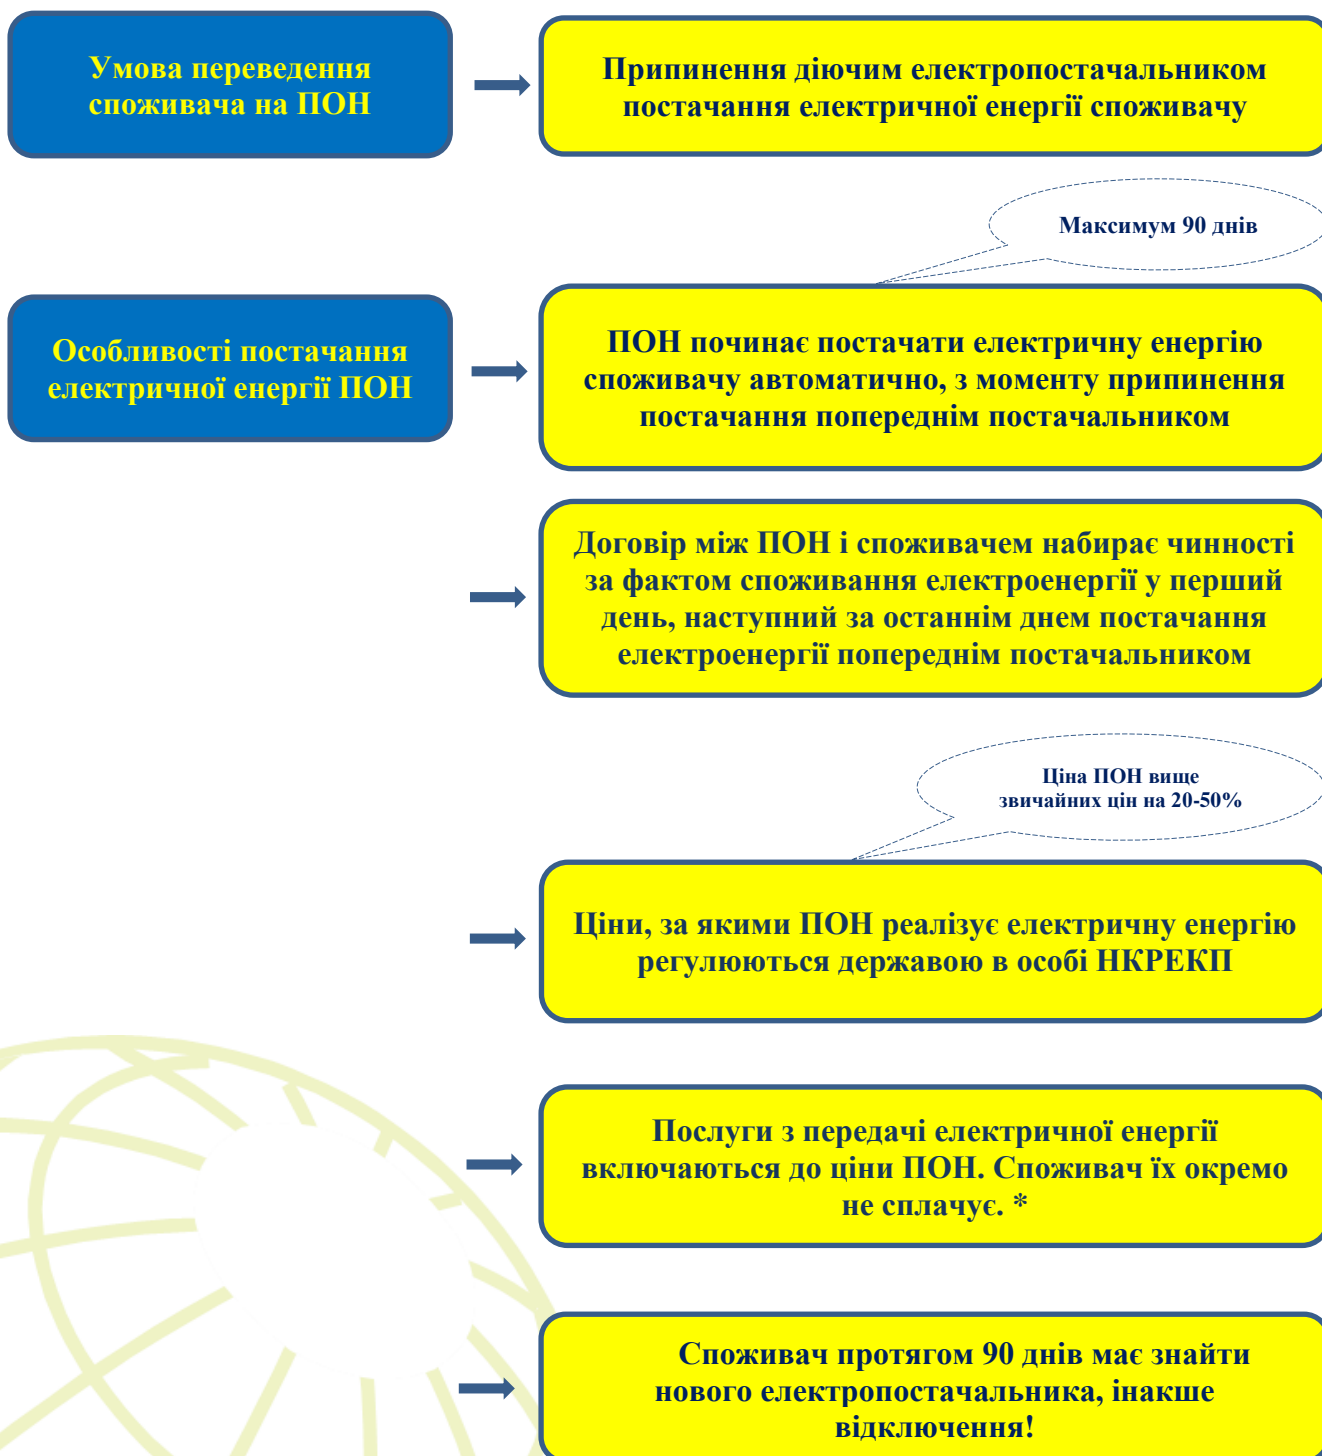 Умова переведення
споживача на ПОН
Припинення діючим електропостачальником
постачання електричної енергії споживачу
Максимум 90 днів
Особливості постачання
електричної енергії ПОН
ПОН починає постачати електричну енергію
споживачу автоматично, з моменту припинення
постачання попереднім постачальником
Договір між ПОН і споживачем набирає чинності
за фактом споживання електроенергії у перший
день, наступний за останнім днем постачання
електроенергії попереднім постачальником
Ціна ПОН вище
звичайних цін на 20-50%
Ціни, за якими ПОН реалізує електричну енергію
регулюються державою в особі НКРЕКП
Послуги з передачі електричної енергії
включаються до ціни ПОН. Споживач їх окремо
не сплачує. *
Споживач протягом 90 днів має знайти
нового електропостачальника, інакше
відключення!